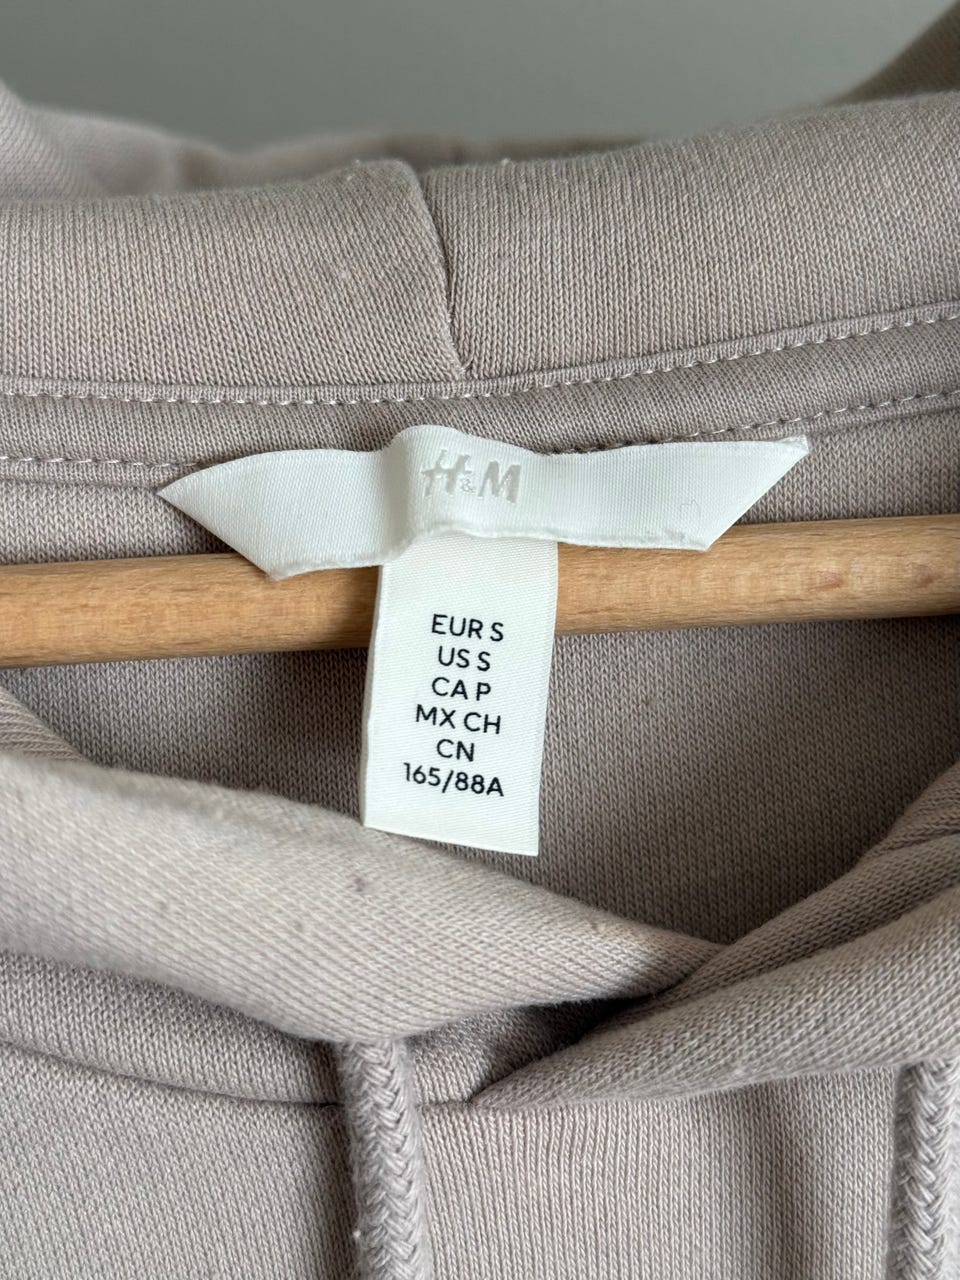 H&M
EUR S
US S
CA P
MX CH
CN
165/88A